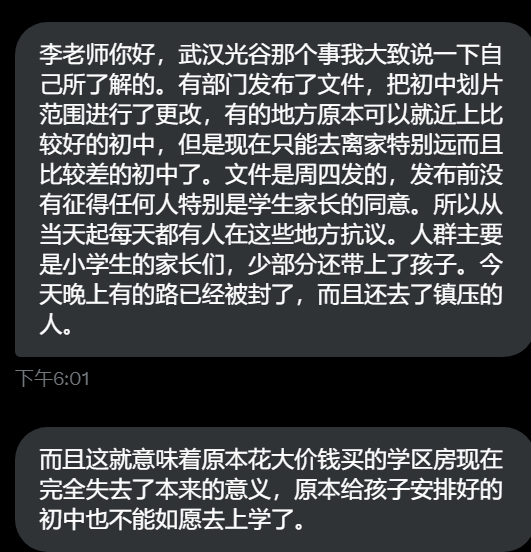 李老师你好，武汉光谷那个事我大致说一下自
己所了解的。有部门发布了文件，把初中划片
范围进行了更改，有的地方原本可以就近上比
较好的初中，但是现在只能去离家特别远而且
比较差的初中了。文件是周四发的，发布前没
有征得任何人特别是学生家长的同意。所以从
当天起每天都有人在这些地方抗议。人群主要
是小学生的家长们，少部分还带上了孩子。今
天晚上有的路已经被封了，而且还去了镇压的
人。
下午6:01
而且这就意味着原本花大价钱买的学区房现在
完全失去了本来的意义，原本给孩子安排好的
初中也不能如愿去上学了。